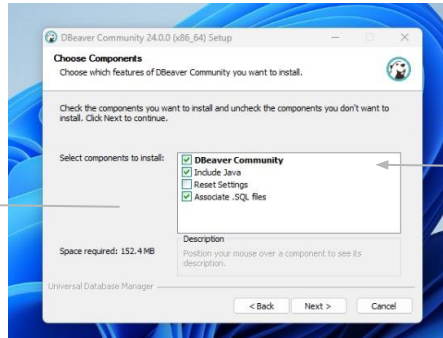 DBeaver Community 24.0.0 (x86_64) Setup
Choose Components
Choose which features of DBeaver Community you want to install.
Check the components you want to install and uncheck the components you don't want to
install. Click Next to continue.
Select components to install:
DBeaver Community
Include Java
Reset Settings
Associate .SQL files
Space required: 152.4 MB
Description
Position your mouse over a component to see its
description.
Universal Database Manager
< Back
Next >
Cancel